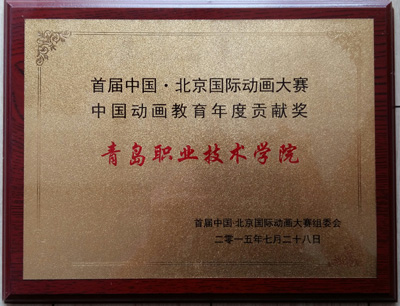 首届中国·北京国际动画大赛
中国动画教育年度贡献奖
青岛职业技术学院
首届中国·北京国际动画大赛组委会
二零一五年七月二十八日